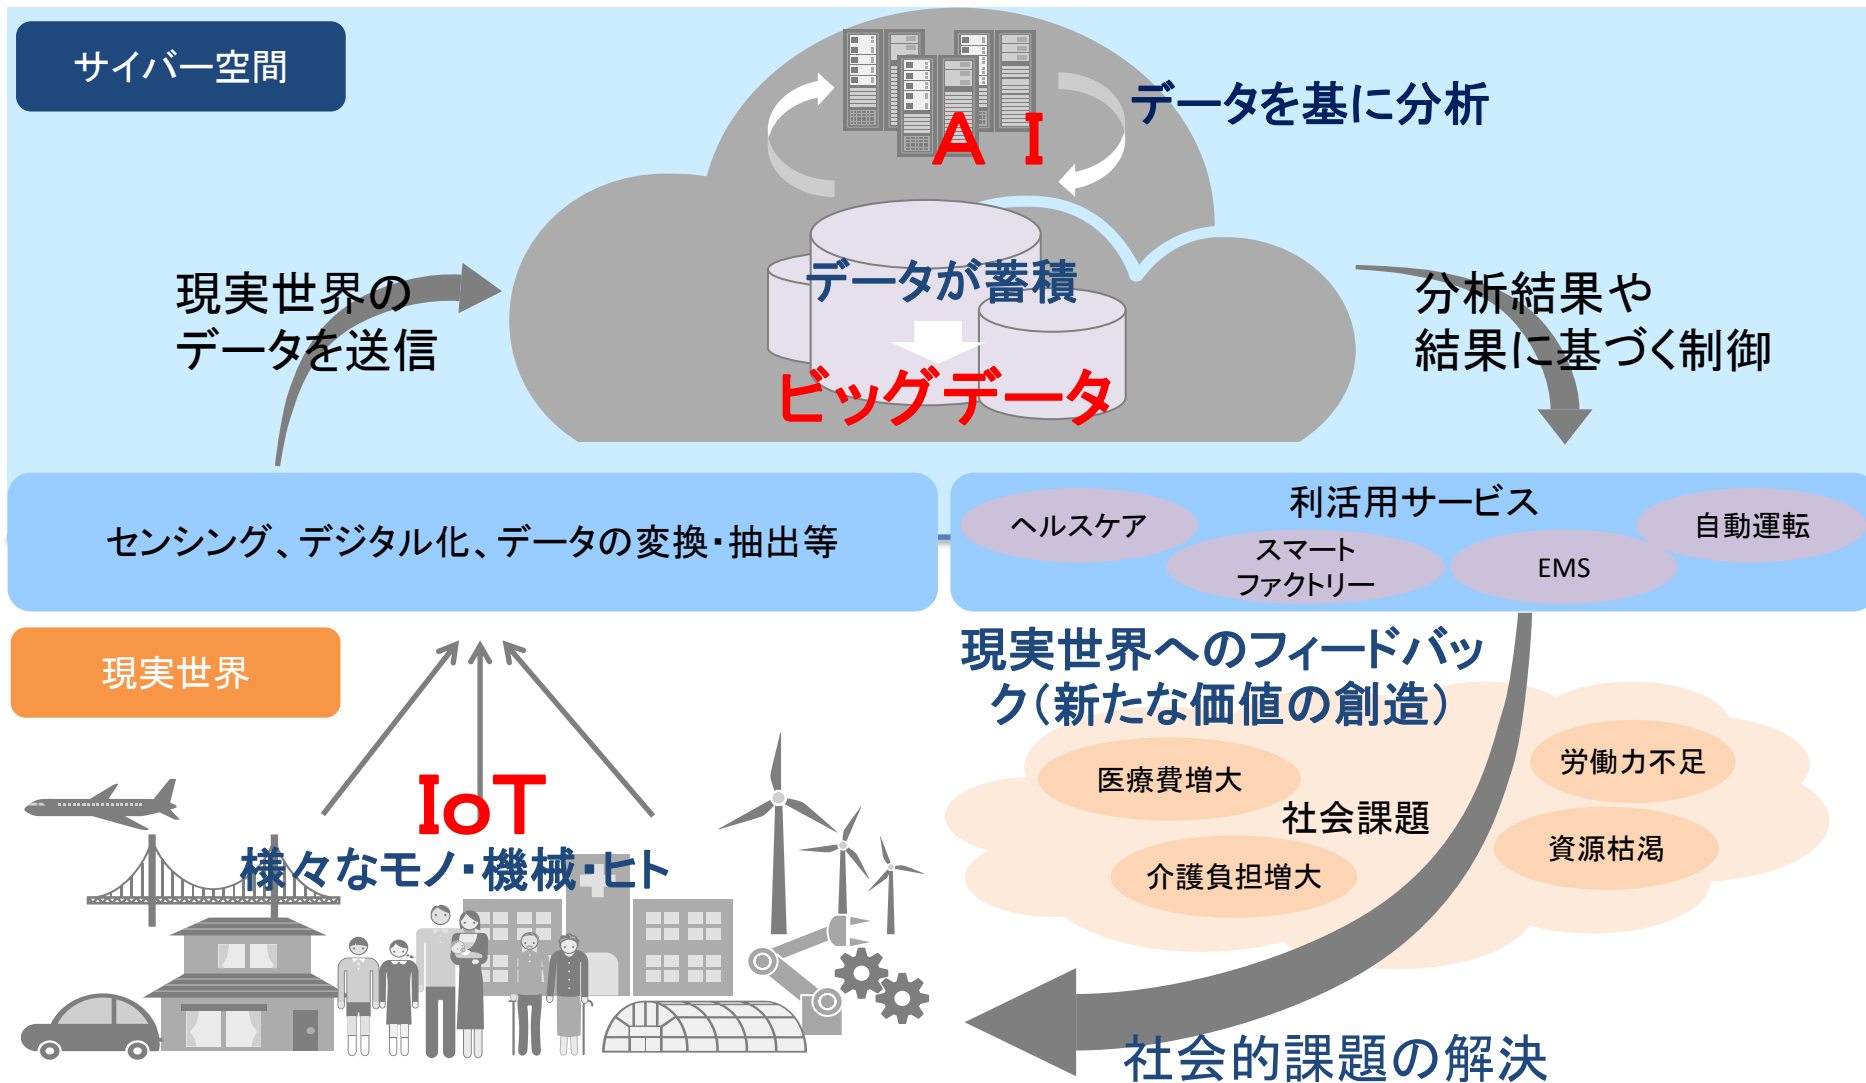 サイバー空間
データを基に分析
ＡＩ
現実世界の
データを送信
データが蓄積
ビッグデータ
分析結果や
結果に基づく制御
センシング、デジタル化、データの変換・抽出等
利活用サービス
ヘルスケア
スマート
ファクトリー
EMS
自動運転
現実世界
現実世界へのフィードバッ
ク（新たな価値の創造）
IoT
様々なモノ・機械・ヒト
医療費増大
労働力不足
社会課題
介護負担増大
資源枯渇
社会的課題の解決